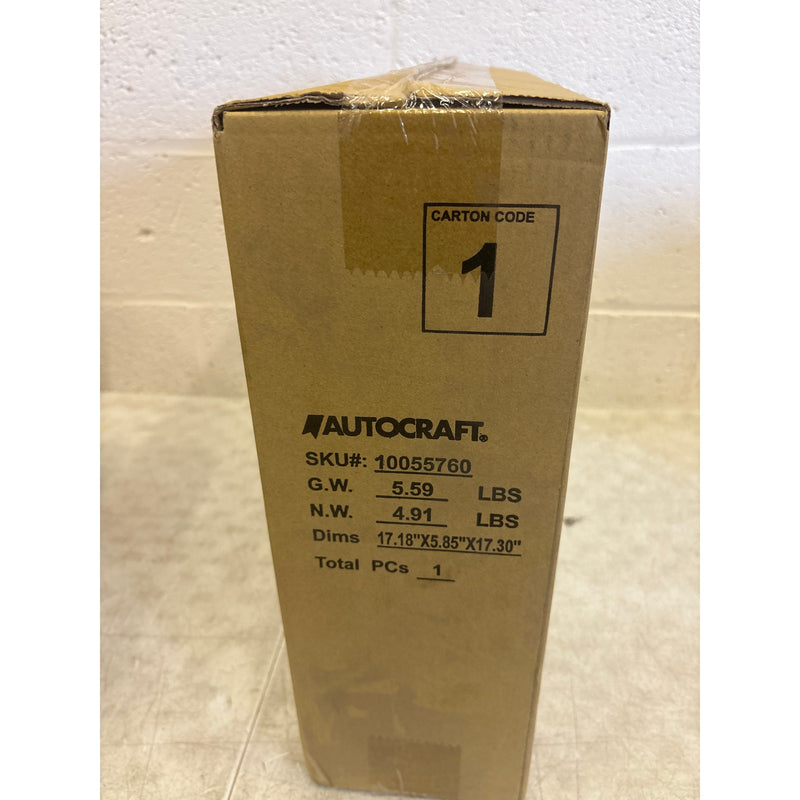 CARTON CODE
1
AUTOCRAFT®
SKU#: 10055760
G.W. 5.59 LBS
N.W. 4.91 LBS
Dims 17.18"X5.85"X17.30"
Total PCs 1